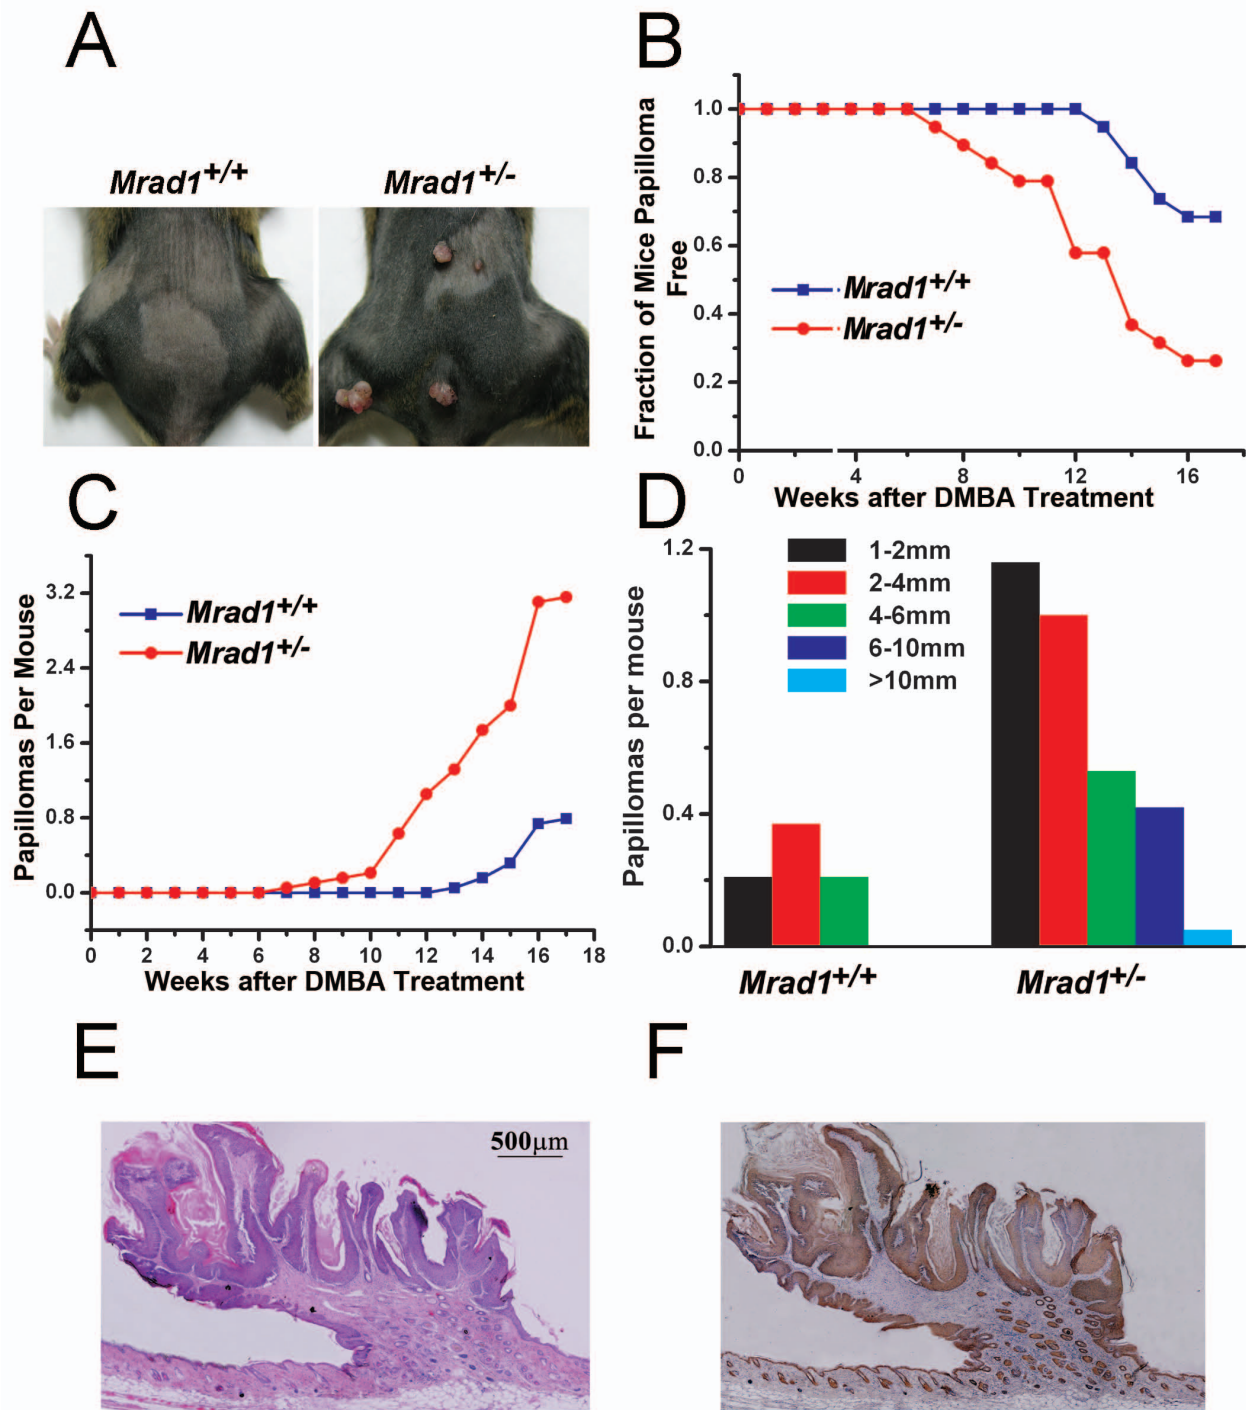 A
B
Mrad1+/+
Mrad1+/-
Fraction of Mice Papilloma
Free
1.0
0.8
0.6
0.4
0.2
0.0
Mrad1+/+
Mrad1+/-
0
4
8
12
16
Weeks after DMBA Treatment
C
D
Papillomas Per Mouse
3.2
2.4
1.6
0.8
0.0
Mrad1+/+
Mrad1+/-
0
2
4
6
8
10
12
14
16
18
Weeks after DMBA Treatment
Papillomas per mouse
1.2
0.8
0.4
0.0
1-2mm
2-4mm
4-6mm
6-10mm
>10mm
Mrad1+/+
Mrad1+/-
E
F
500µm